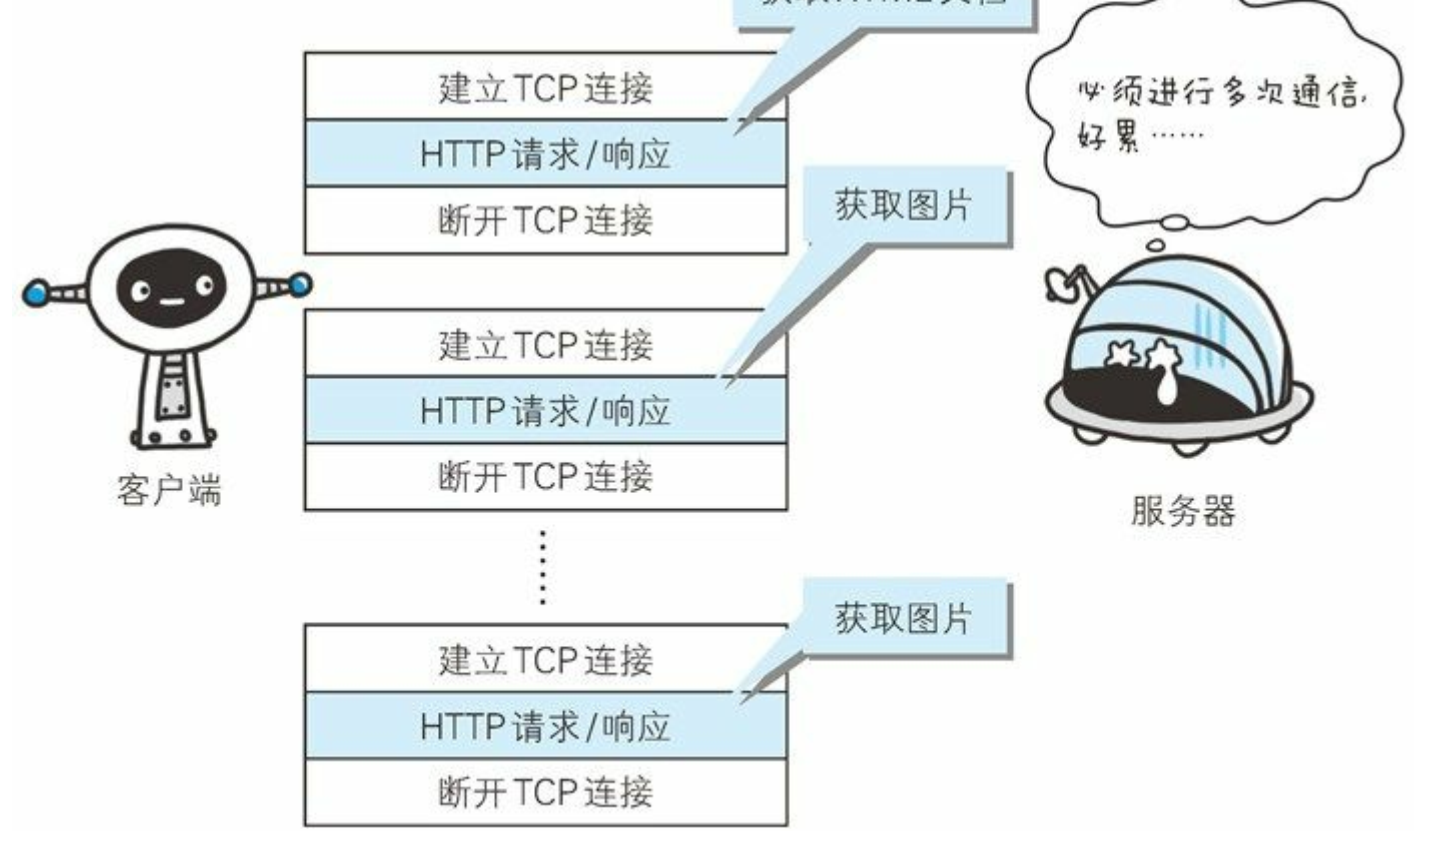 建立TCP连接
HTTP请求/响应
断开TCP连接
必须进行多次通信,
好累……
获取图片
建立TCP连接
HTTP请求/响应
断开TCP连接
客户端
服务器
获取图片
建立TCP连接
HTTP请求/响应
断开TCP连接